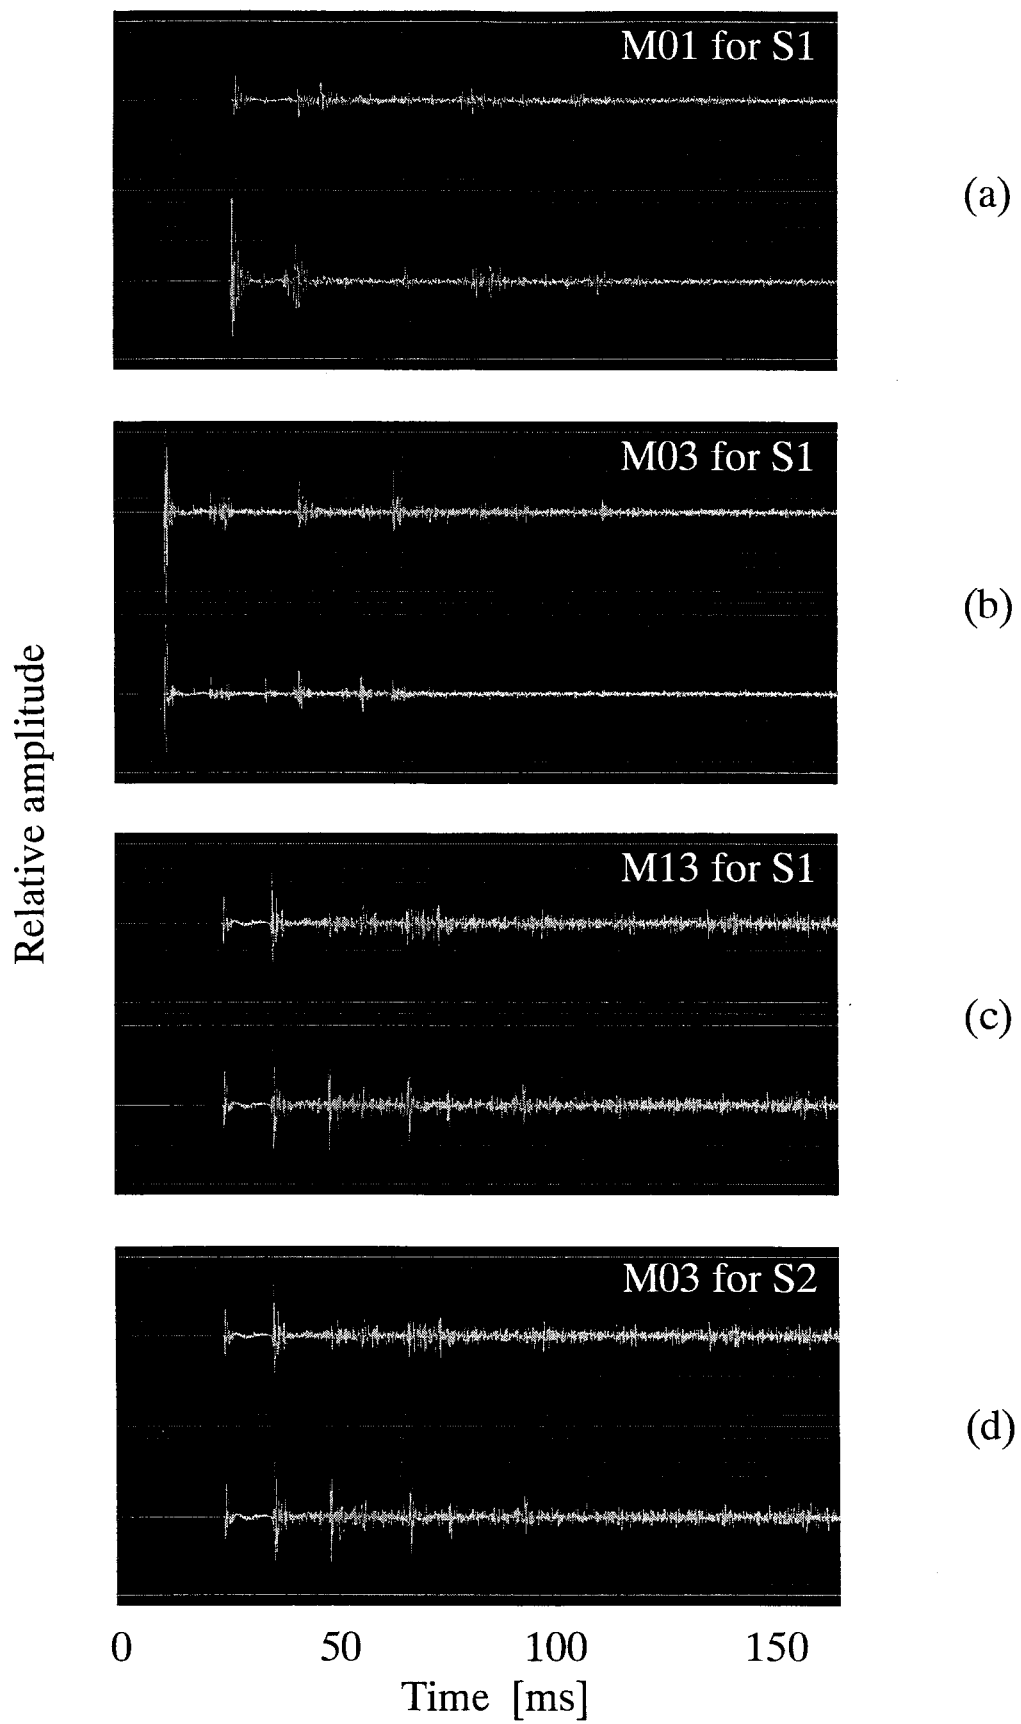 M01 for S1
(a)
M03 for S1
(b)
Relative amplitude
M13 for S1
(c)
M03 for S2
(d)
0 50 100 150
Time [ms]